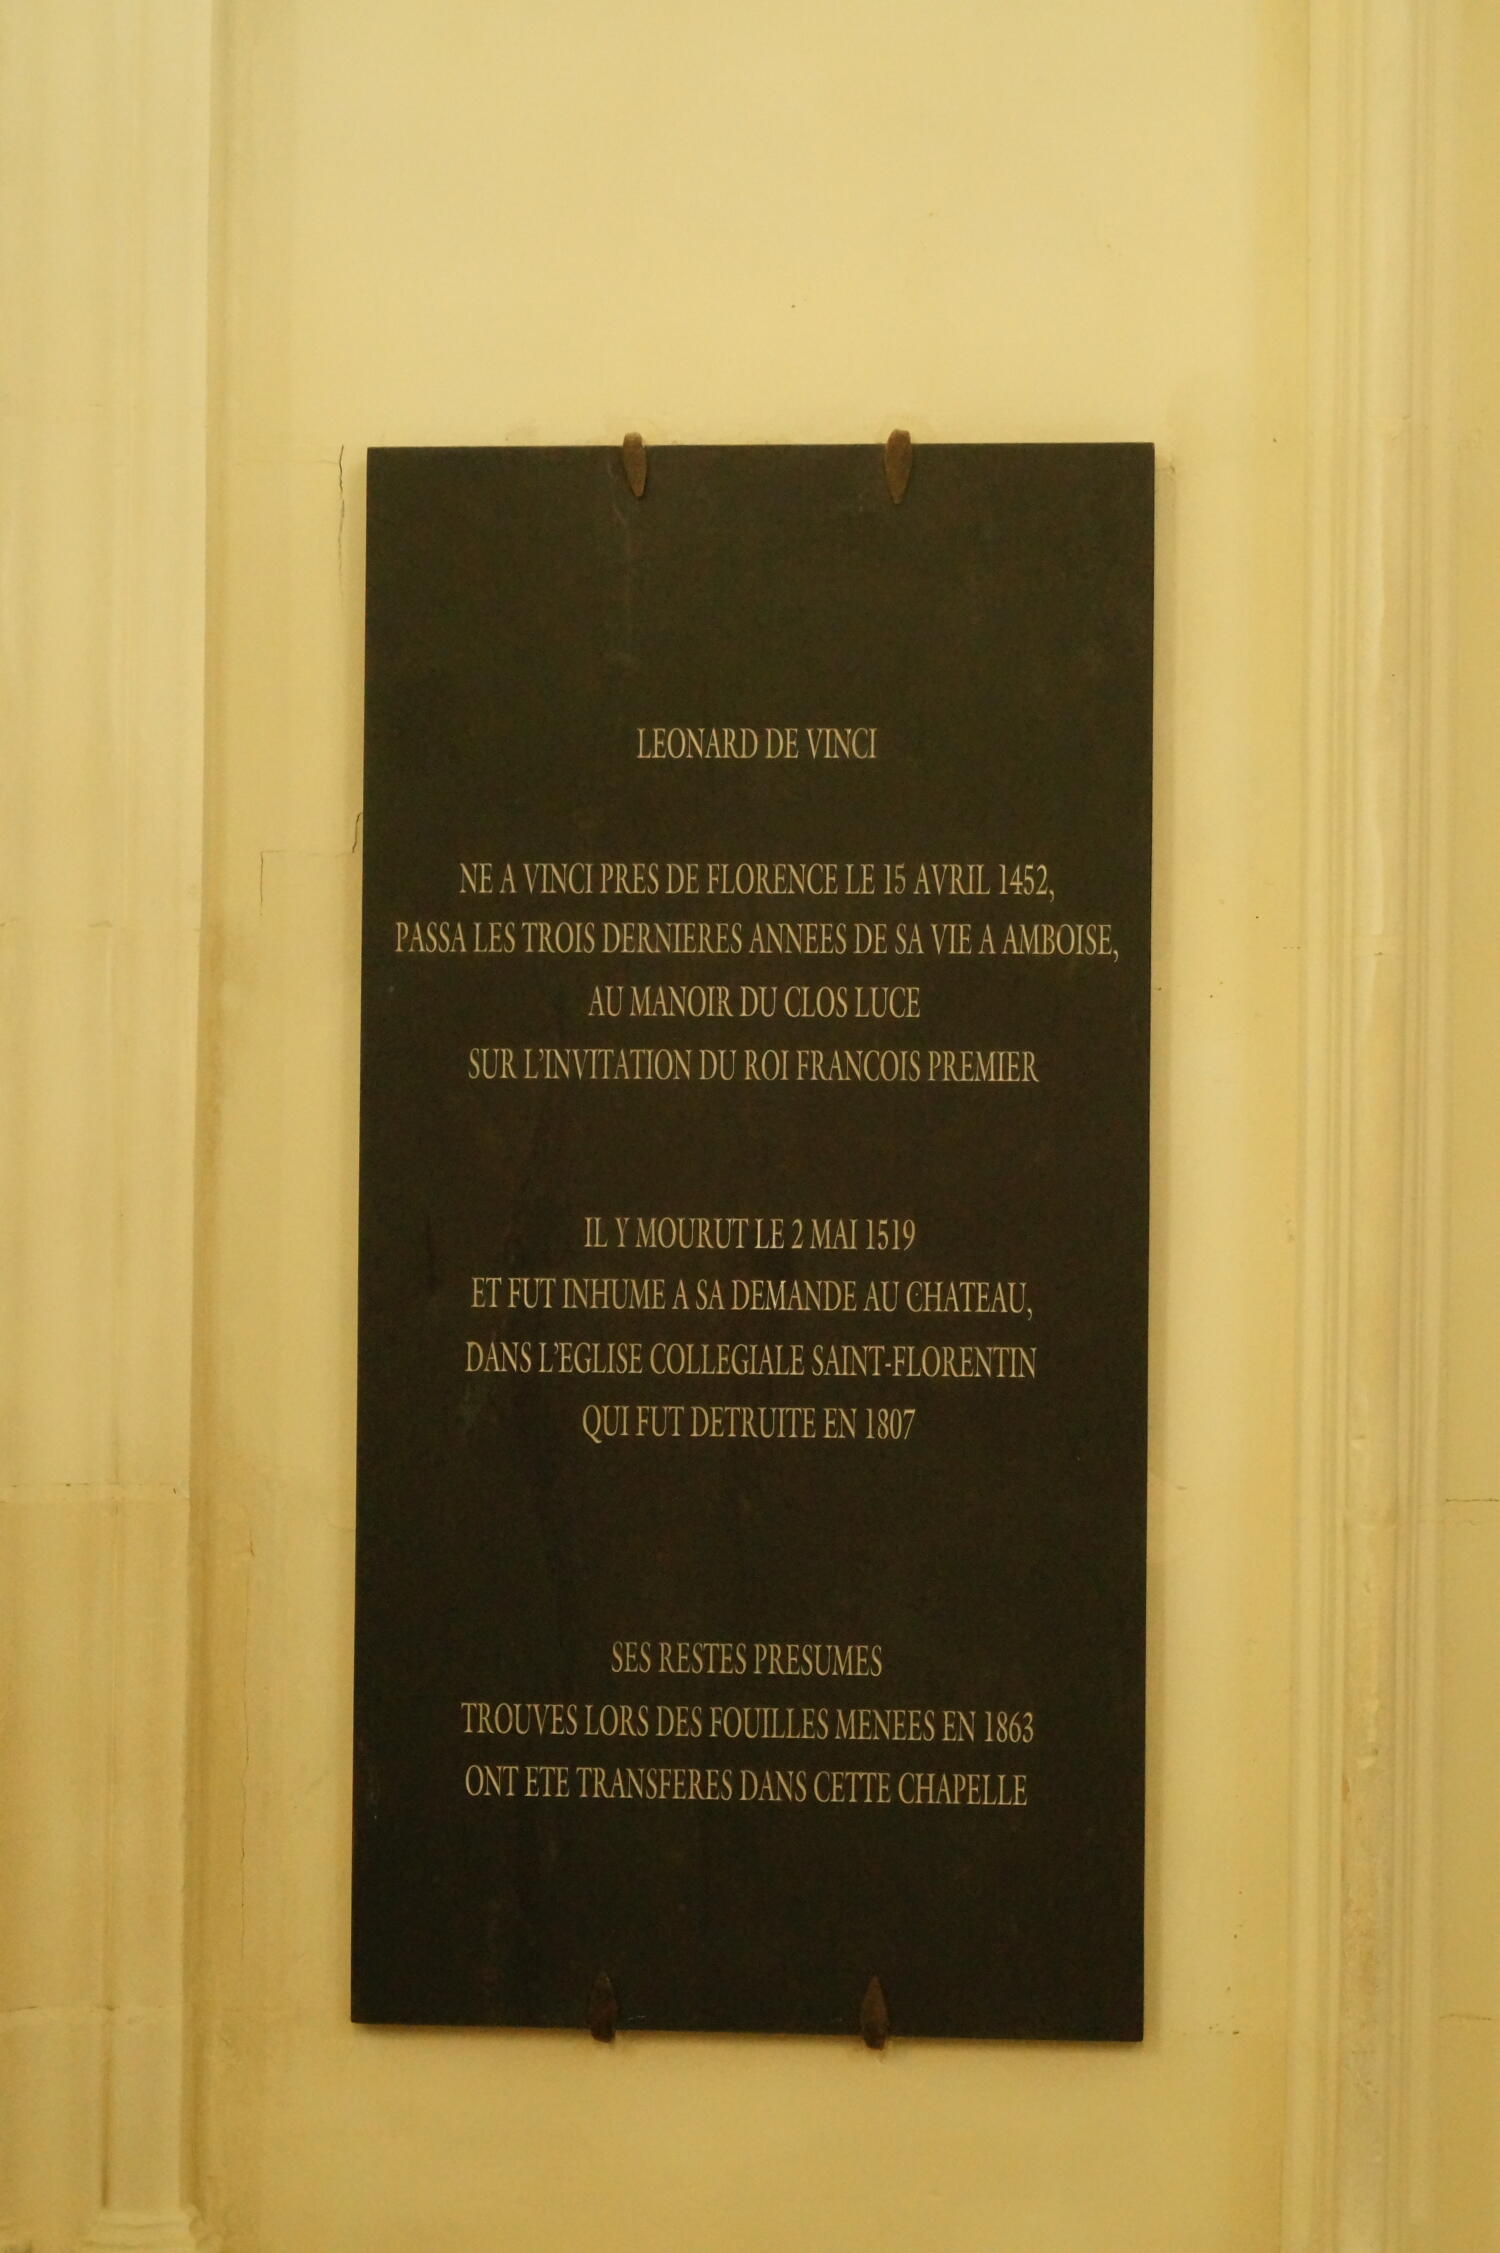 LEONARD DE VINCI
NE A VINCI PRES DE FLORENCE LE 15 AVRIL 1452,
PASSA LES TROIS DERNIERES ANNEES DE SA VIE A AMBOISE,
AU MANOIR DU CLOS LUCE
SUR L'INVITATION DU ROI FRANCOIS PREMIER
IL Y MOURUT LE 2 MAI 1519
ET FUT INHUME A SA DEMANDE AU CHATEAU,
DANS L'EGLISE COLLEGIALE SAINT-FLORENTIN
QUI FUT DETRUITE EN 1807
SES RESTES PRESUMES
TROUVES LORS DES FOUILLES MENEES EN 1863
ONT ETE TRANSFERES DANS CETTE CHAPELLE